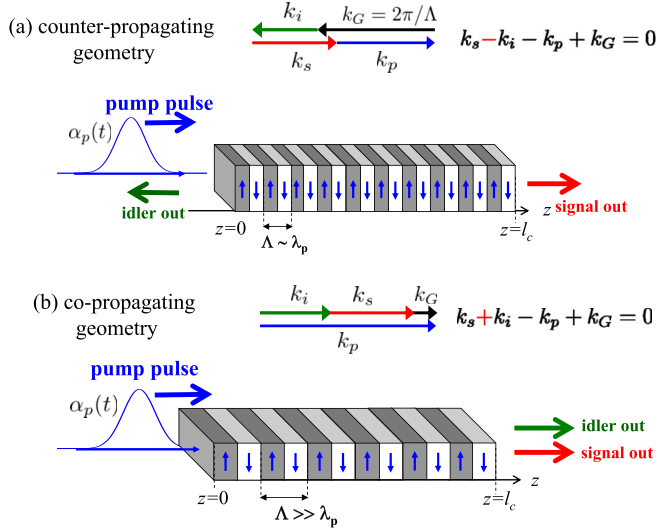 (a) counter-propagating
geometry
k_i k_G = 2π/Λ
k_s k_p
k_s − k_i − k_p + k_G = 0
pump pulse
α_p(t)
idler out
signal out
z
z=0
z=l_c
Λ ~ λ_p
(b) co-propagating
geometry
k_i k_s k_G
k_p
k_s + k_i − k_p + k_G = 0
pump pulse
α_p(t)
idler out
signal out
z
z=0
z=l_c
Λ >> λ_p